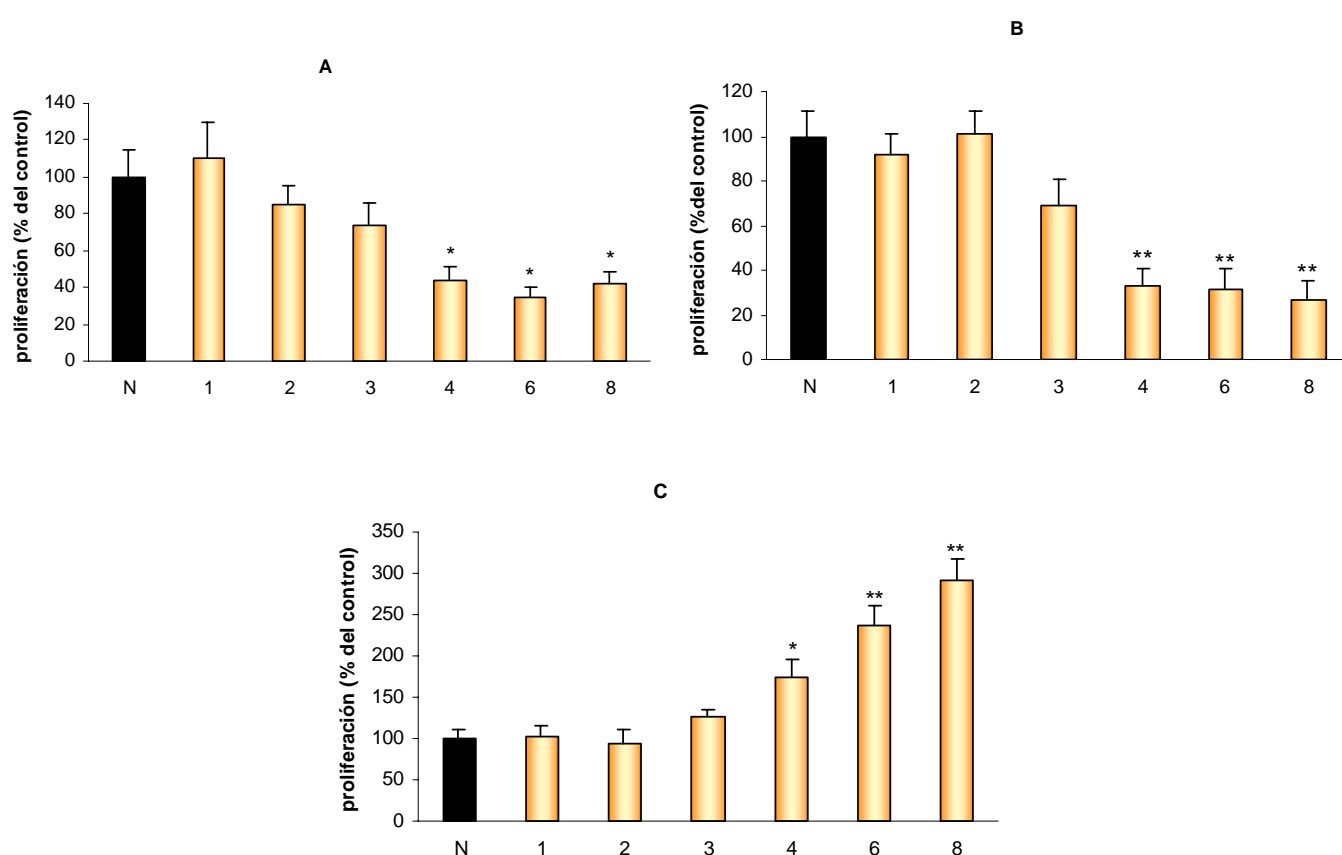 A
proliferación (% del control)
140
120
100
80
60
40
20
0
* * *
N 1 2 3 4 6 8
B
proliferación (%del control)
120
100
80
60
40
20
0
** ** **
N 1 2 3 4 6 8
C
proliferación (% del control)
350
300
250
200
150
100
50
0
* ** **
N 1 2 3 4 6 8